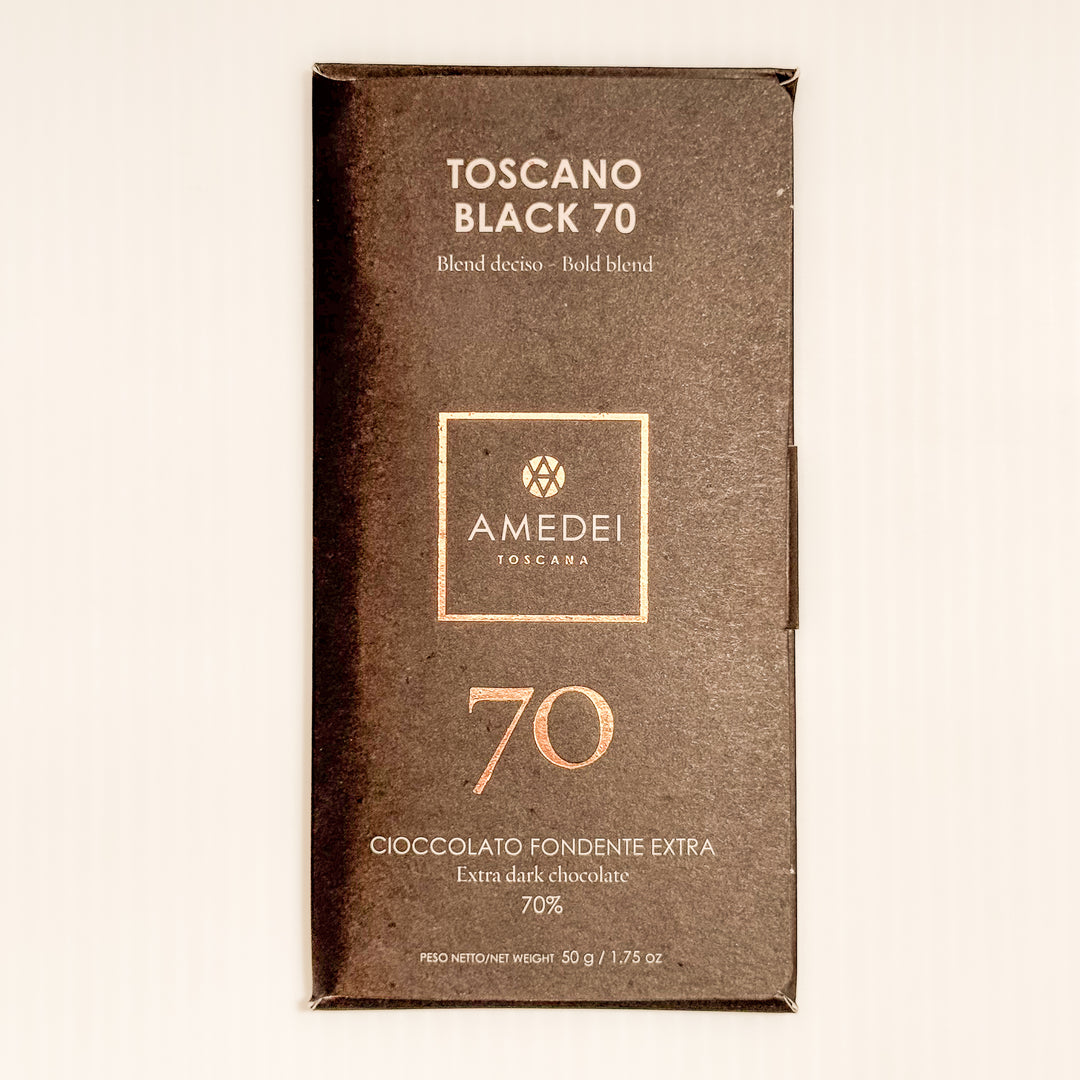 TOSCANO
BLACK 70
Blend deciso - Bold blend
AMEDEI
TOSCANA
70
CIOCCOLATO FONDENTE EXTRA
Extra dark chocolate
70%
PESO NETTO/NET WEIGHT 50 g / 1.75 oz